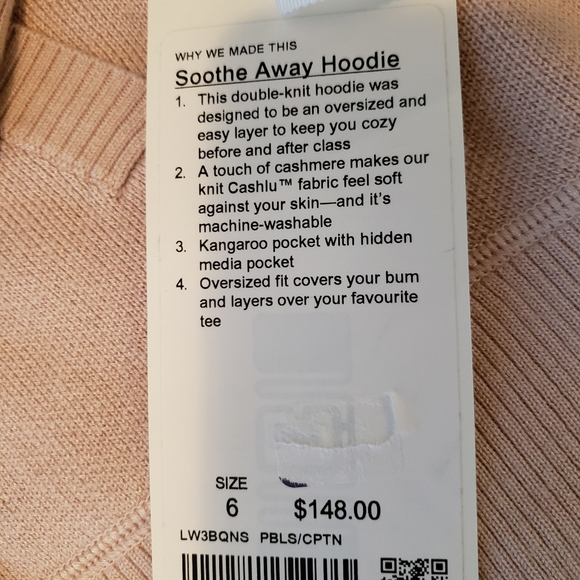 WHY WE MADE THIS
Soothe Away Hoodie
1. This double-knit hoodie was
designed to be an oversized and
easy layer to keep you cozy
before and after class
2. A touch of cashmere makes our
knit Cashlu™ fabric feel soft
against your skin—and it's
machine-washable
3. Kangaroo pocket with hidden
media pocket
4. Oversized fit covers your bum
and layers over your favourite
tee
SIZE
6 $148.00
LW3BQNS PBLS/CPTN